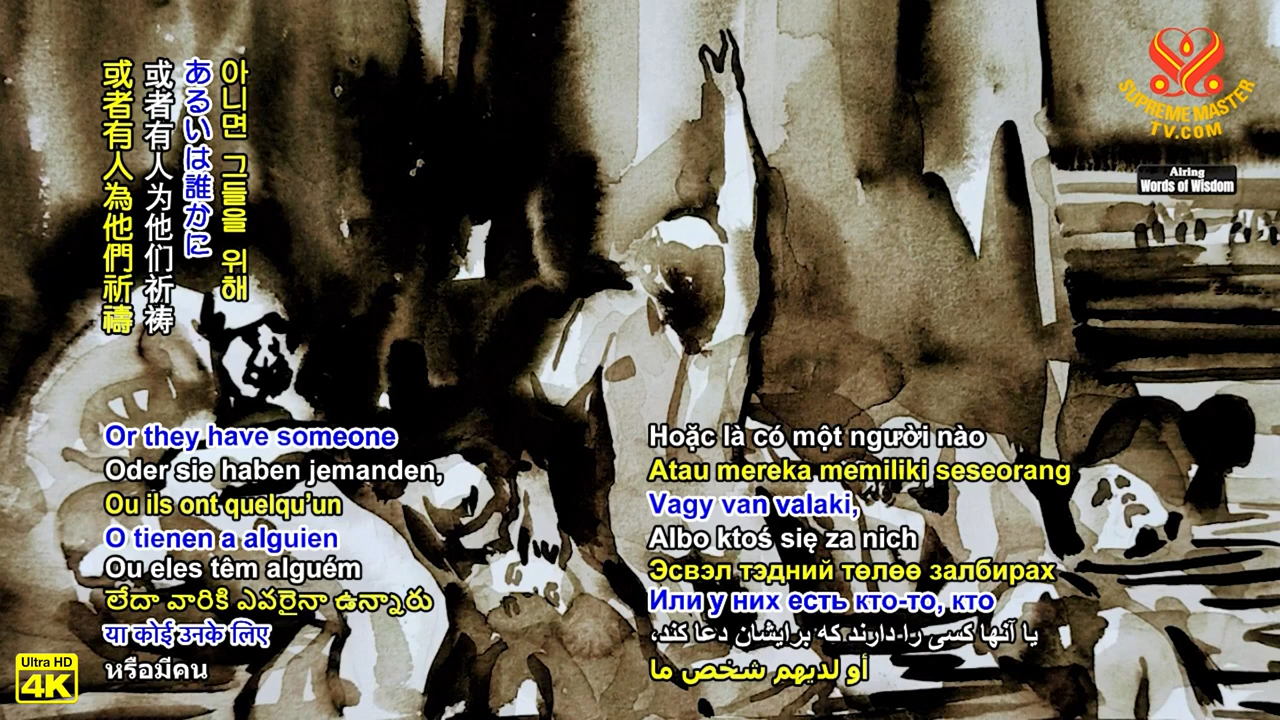 아니면 그들을 위해
あるいは誰かに
或者有人为他们祈祷
或者有人為他們祈禱
SUPREME MASTER
TV.COM
Airing
Words of Wisdom
Or they have someone
Oder sie haben jemanden,
Ou ils ont quelqu’un
O tienen a alguien
Ou eles têm alguém
లేదా వారికి ఎవరైనా ఉన్నారు
या कोई उनके लिए
หรือมีคน
Hoặc là có một người nào
Atau mereka memiliki seseorang
Vagy van valaki,
Albo ktoś się za nich
Эсвэл тэдний төлөө залбирах
Или у них есть кто-то, кто
یا آنها کسی را دارند که برایشان دعا کند،
أو لديهم شخص ما
Ultra HD
4K